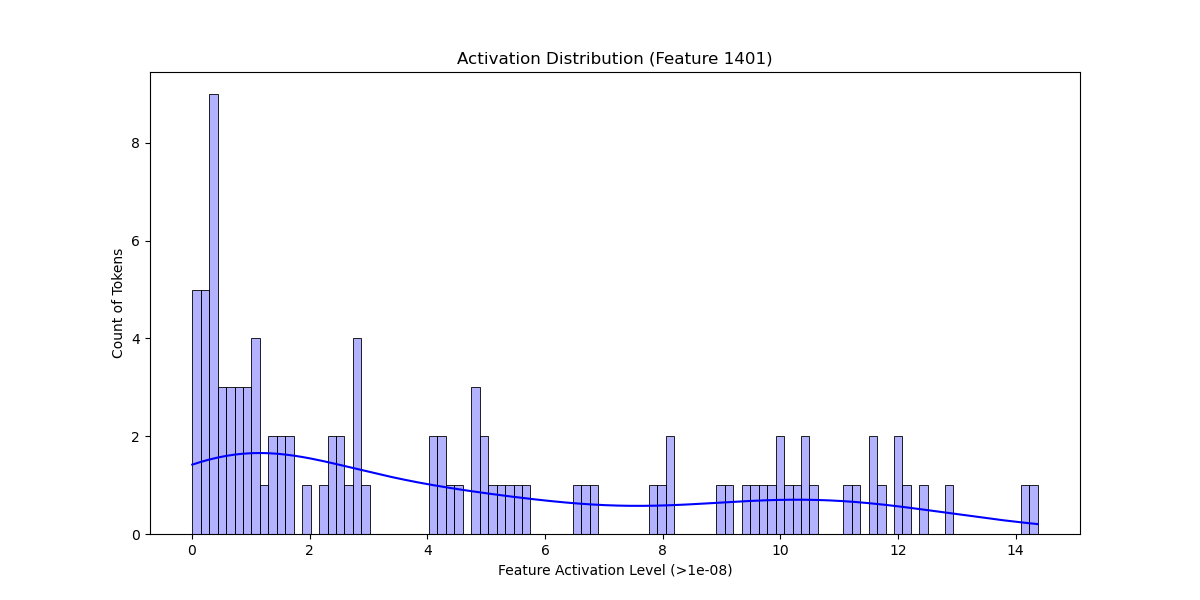 Activation Distribution (Feature 1401)
Count of Tokens
8
6
4
2
0
0 2 4 6 8 10 12 14
Feature Activation Level (>1e-08)